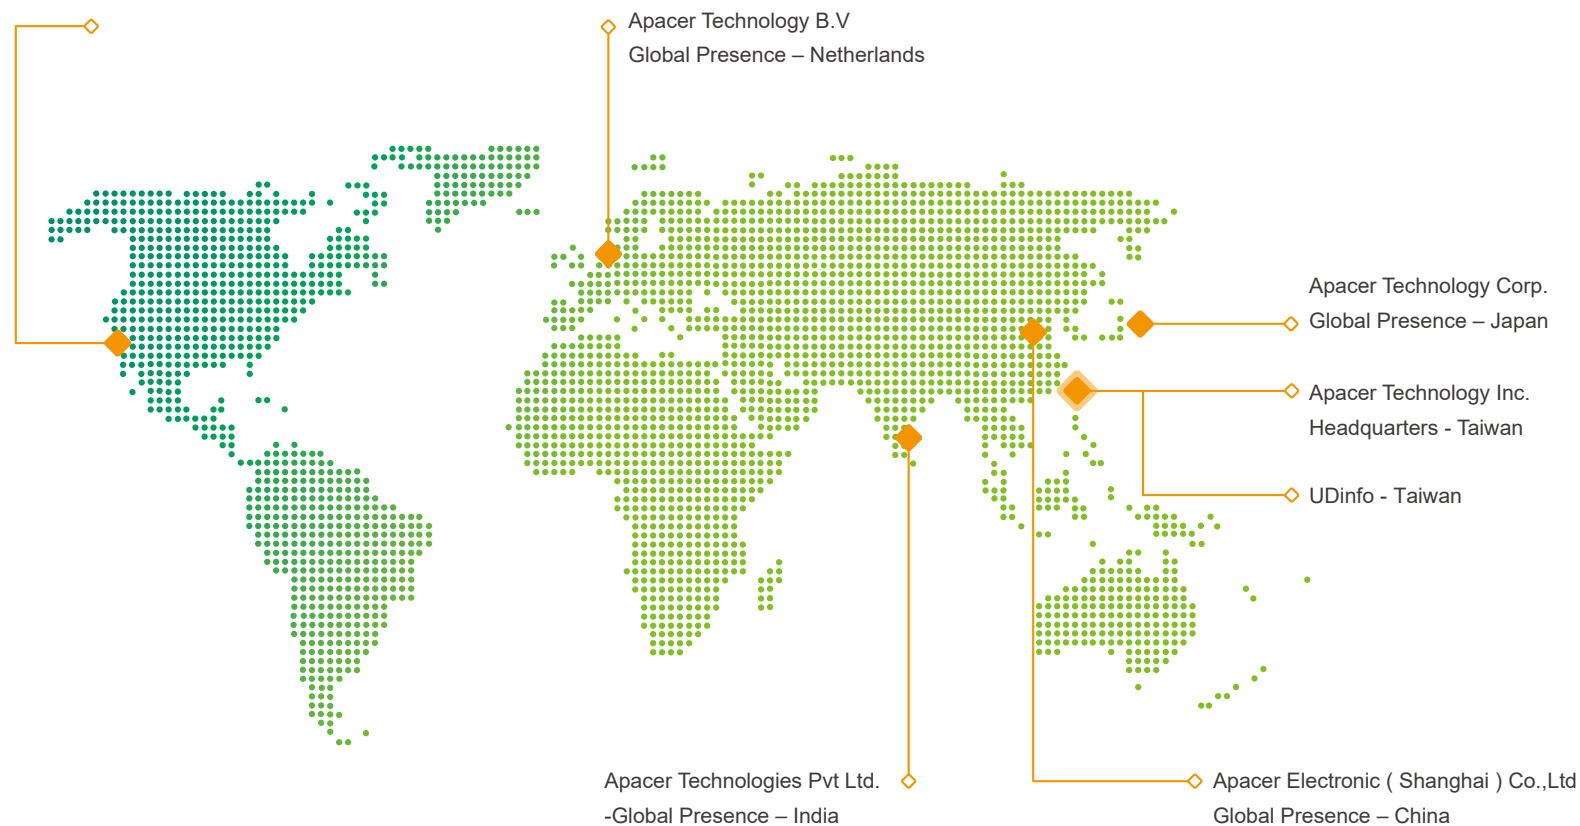 Apacer Technology B.V
Global Presence – Netherlands
Apacer Technology Corp.
Global Presence – Japan
Apacer Technology Inc.
Headquarters - Taiwan
UDinfo - Taiwan
Apacer Technologies Pvt Ltd.
-Global Presence – India
Apacer Electronic ( Shanghai ) Co.,Ltd
Global Presence – China